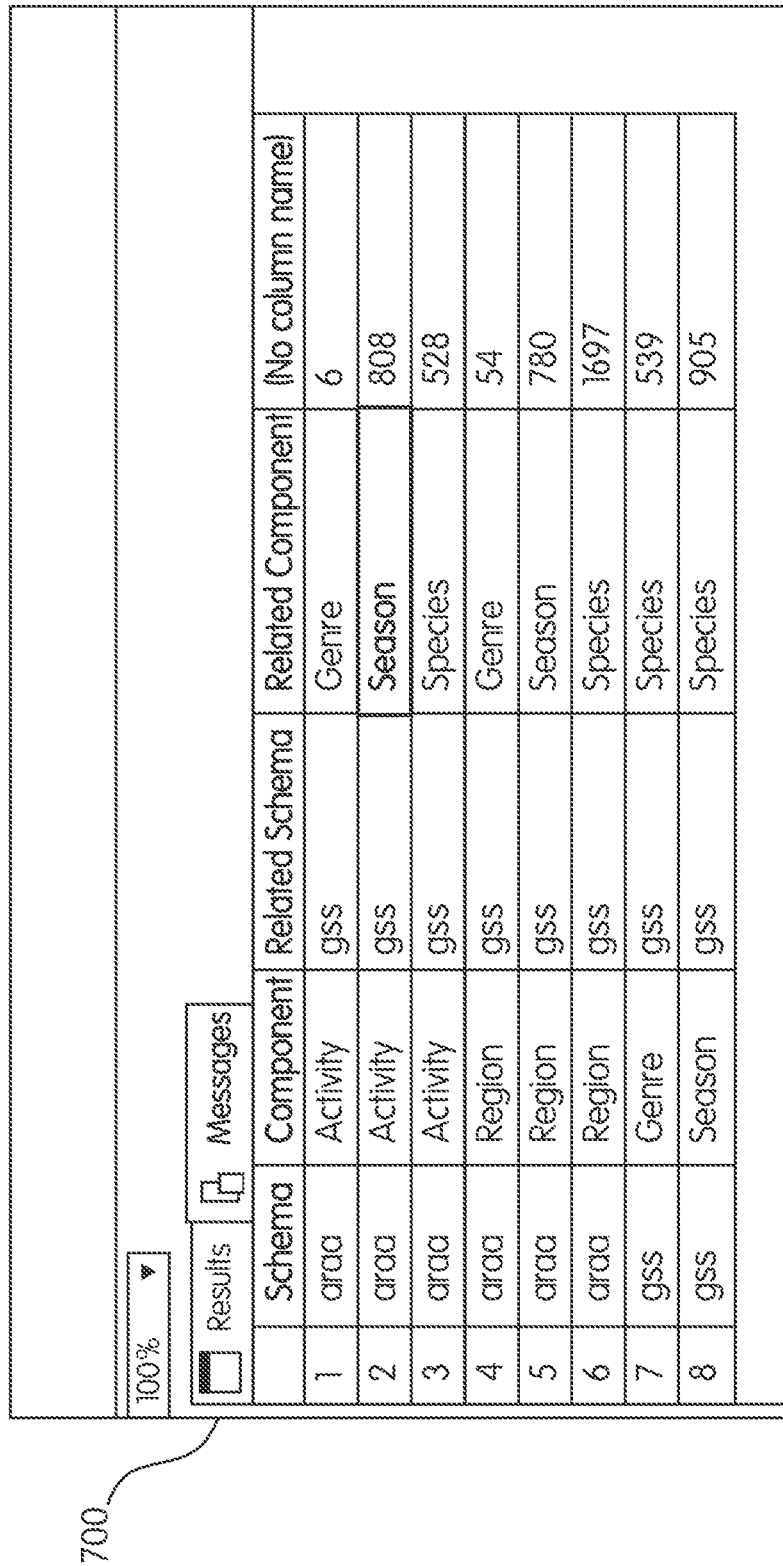 700
100% ▼
Results Messages
Schema Component Related Schema Related Component (No column name)
1 araa Activity gss Genre 6
2 araa Activity gss Season 808
3 araa Activity gss Species 528
4 araa Region gss Genre 54
5 araa Region gss Season 780
6 araa Region gss Species 1697
7 gss Genre gss Species 539
8 gss Season gss Species 905